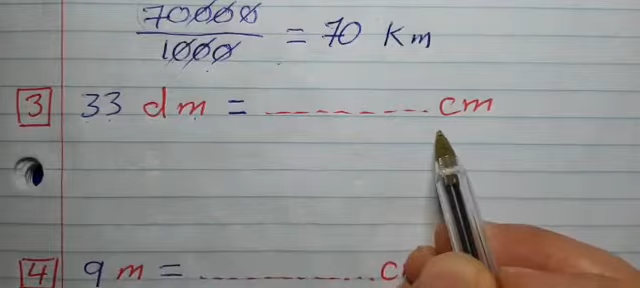 70000
1000
= 70 Km
3 33 dm = --------- cm
4 9 m = ............ c